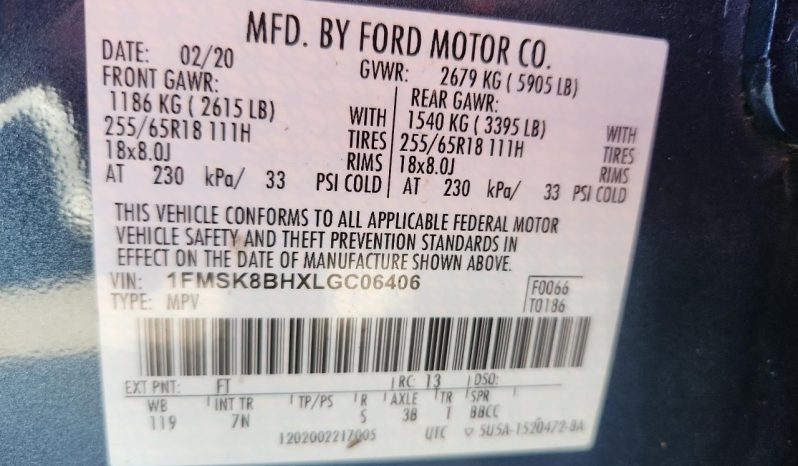 MFD. BY FORD MOTOR CO.
DATE: 02/20 GVWR: 2679 KG ( 5905 LB)
FRONT GAWR: REAR GAWR:
1186 KG ( 2615 LB) WITH 1540 KG ( 3395 LB) WITH
255/65R18 111H TIRES 255/65R18 111H TIRES
18x8.0J RIMS 18x8.0J RIMS
AT 230 kPa/ 33 PSI COLD AT 230 kPa/ 33 PSI COLD
THIS VEHICLE CONFORMS TO ALL APPLICABLE FEDERAL MOTOR
VEHICLE SAFETY AND THEFT PREVENTION STANDARDS IN
EFFECT ON THE DATE OF MANUFACTURE SHOWN ABOVE.
VIN: 1FMSK8BHXLGC06406 F0066
TYPE: MPV T0186
EXT PNT: FT RC: 13 DSO:
WB INT TR TP/PS R AXLE TR SPR
119 7N S 3B T BBCC
1202002217005 UTC ▽ 5U5A-1520472-BA